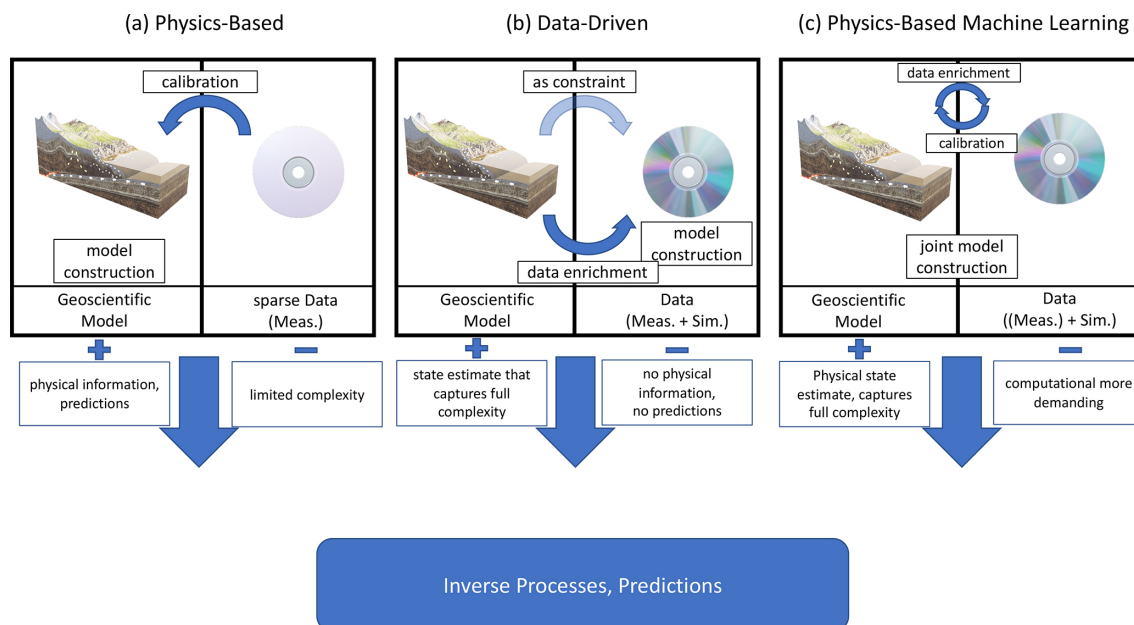 (a) Physics-Based
calibration
model
construction
Geoscientific
Model
sparse Data
(Meas.)
physical information,
predictions
limited complexity
(b) Data-Driven
as constraint
model
construction
data enrichment
Geoscientific
Model
Data
(Meas. + Sim.)
state estimate that
captures full
complexity
no physical
information,
no predictions
(c) Physics-Based Machine Learning
data enrichment
calibration
joint model
construction
Geoscientific
Model
Data
((Meas.) + Sim.)
Physical state
estimate, captures
full complexity
computational more
demanding
Inverse Processes, Predictions